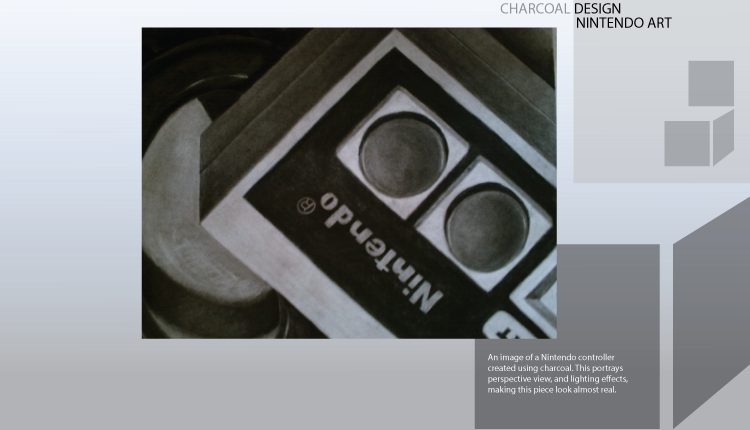 CHARCOAL DESIGN
NINTENDO ART
Nintendo®
An image of a Nintendo controller
created using charcoal. This portrays
perspective view, and lighting effects,
making this piece look almost real.